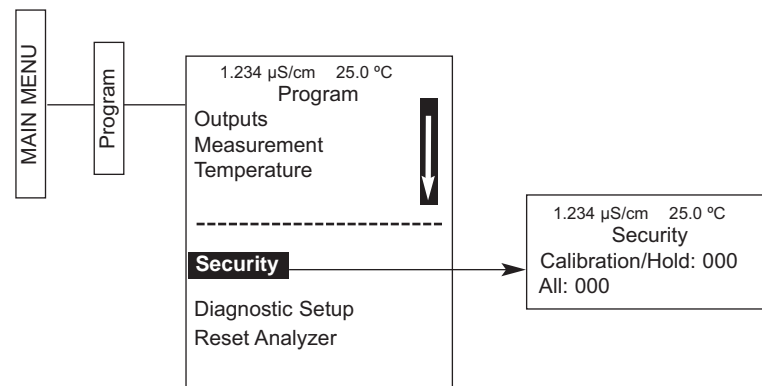 MAIN MENU
Program
1.234 µS/cm 25.0 ºC
Program
Outputs
Measurement
Temperature
Security
Diagnostic Setup
Reset Analyzer
1.234 µS/cm 25.0 ºC
Security
Calibration/Hold: 000
All: 000